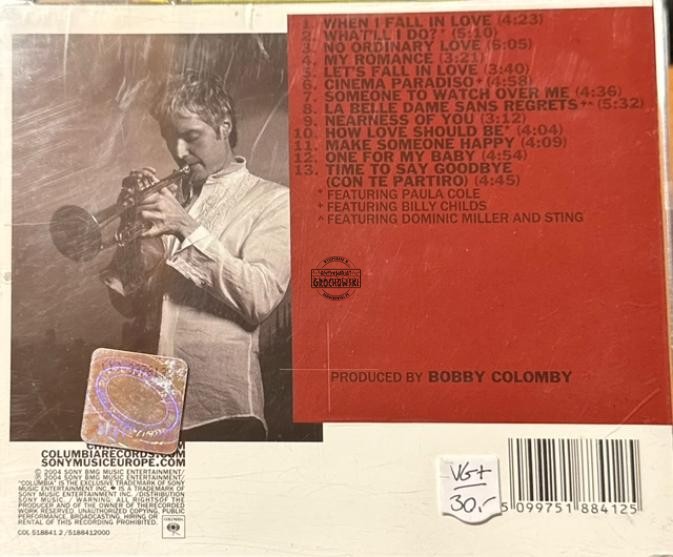 1. WHEN I FALL IN LOVE (4:23)
2. WHAT'LL I DO?* (5:10)
3. NO ORDINARY LOVE (6:05)
4. MY ROMANCE (3:21)
5. LET'S FALL IN LOVE (3:40)
6. CINEMA PARADISO+ (4:58)
7. SOMEONE TO WATCH OVER ME (4:36)
8. LA BELLE DAME SANS REGRETS+^ (5:32)
9. NEARNESS OF YOU (3:12)
10. HOW LOVE SHOULD BE* (4:04)
11. MAKE SOMEONE HAPPY (4:09)
12. ONE FOR MY BABY (4:54)
13. TIME TO SAY GOODBYE
(CON TE PARTIRO) (4:45)
* FEATURING PAULA COLE
+ FEATURING BILLY CHILDS
^ FEATURING DOMINIC MILLER AND STING
GROCHOWSKI
PRODUCED BY BOBBY COLOMBY
COLUMBIARECORDS.COM
SONYMUSICEUROPE.COM
© 2004 SONY BMG MUSIC ENTERTAINMENT/
℗ 2004 SONY BMG MUSIC ENTERTAINMENT/
"COLUMBIA" IS THE EXCLUSIVE TRADEMARK OF SONY
MUSIC ENTERTAINMENT INC. IS A TRADEMARK OF
SONY MUSIC ENTERTAINMENT INC. /DISTRIBUTION
SONY MUSIC / WARNING: ALL RIGHTS OF THE
PRODUCER AND OF THE OWNER OF THE RECORDED
WORK RESERVED. UNAUTHORIZED COPYING, PUBLIC
PERFORMANCE, BROADCASTING, HIRING OR
RENTAL OF THIS RECORDING PROHIBITED.
COL 518841 2 / 5188412000
COLUMBIA
VG+
30,-
5 099751 884125